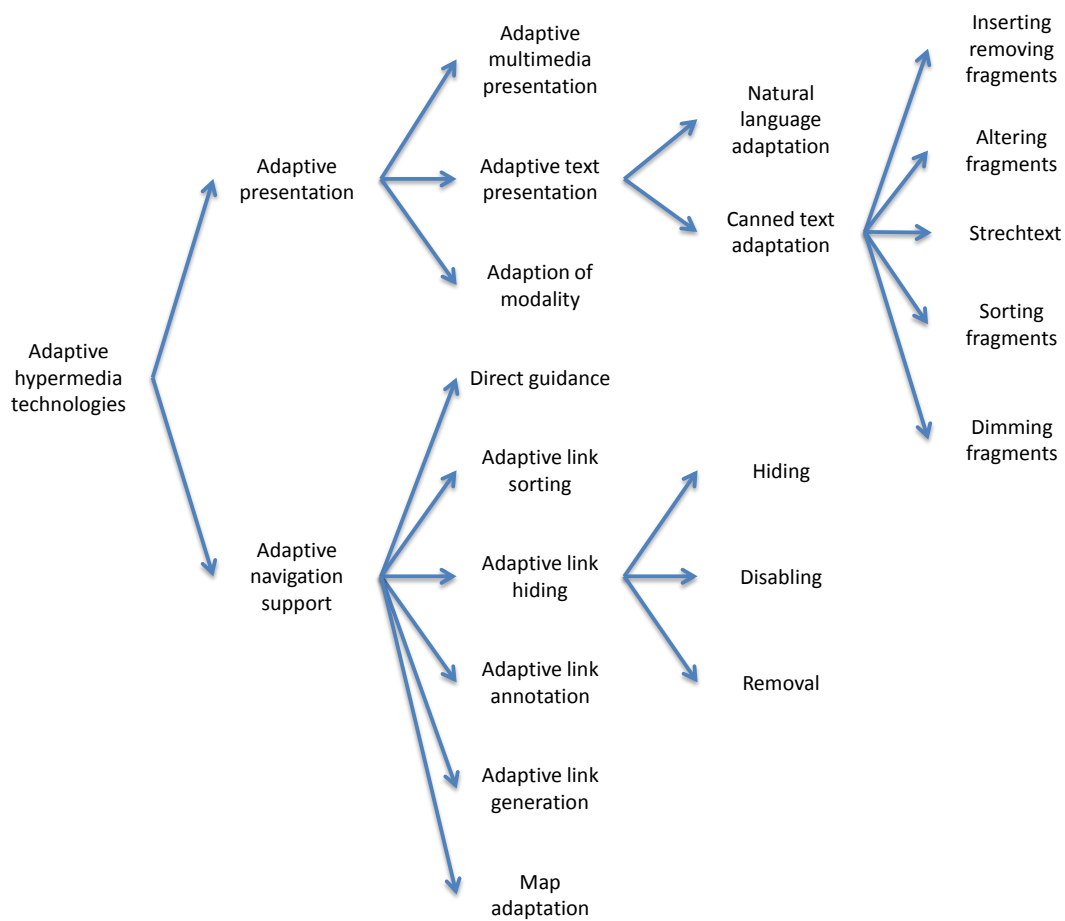 Adaptive
hypermedia
technologies
Adaptive
presentation
Adaptive
multimedia
presentation
Adaptive text
presentation
Adaption of
modality
Natural
language
adaptation
Canned text
adaptation
Inserting
removing
fragments
Altering
fragments
Strechtext
Sorting
fragments
Dimming
fragments
Adaptive
navigation
support
Direct guidance
Adaptive link
sorting
Adaptive link
hiding
Adaptive link
annotation
Adaptive link
generation
Map
adaptation
Hiding
Disabling
Removal